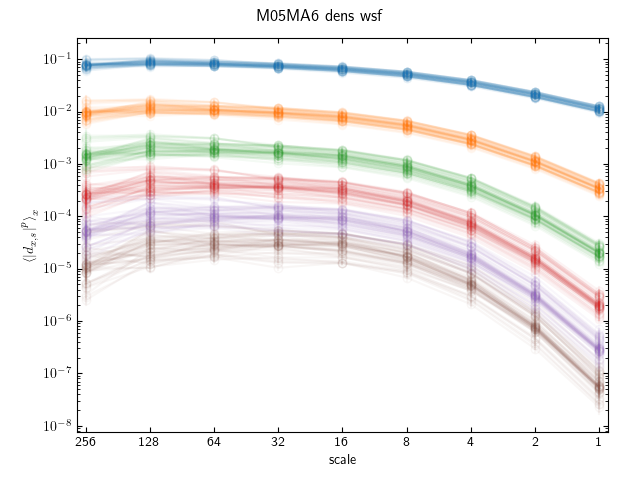 M05MA6 dens wsf
10⁻¹
10⁻²
10⁻³
10⁻⁴
10⁻⁵
10⁻⁶
10⁻⁷
10⁻⁸
⟨|d_{x,s}|^p⟩_x
256 128 64 32 16 8 4 2 1
scale